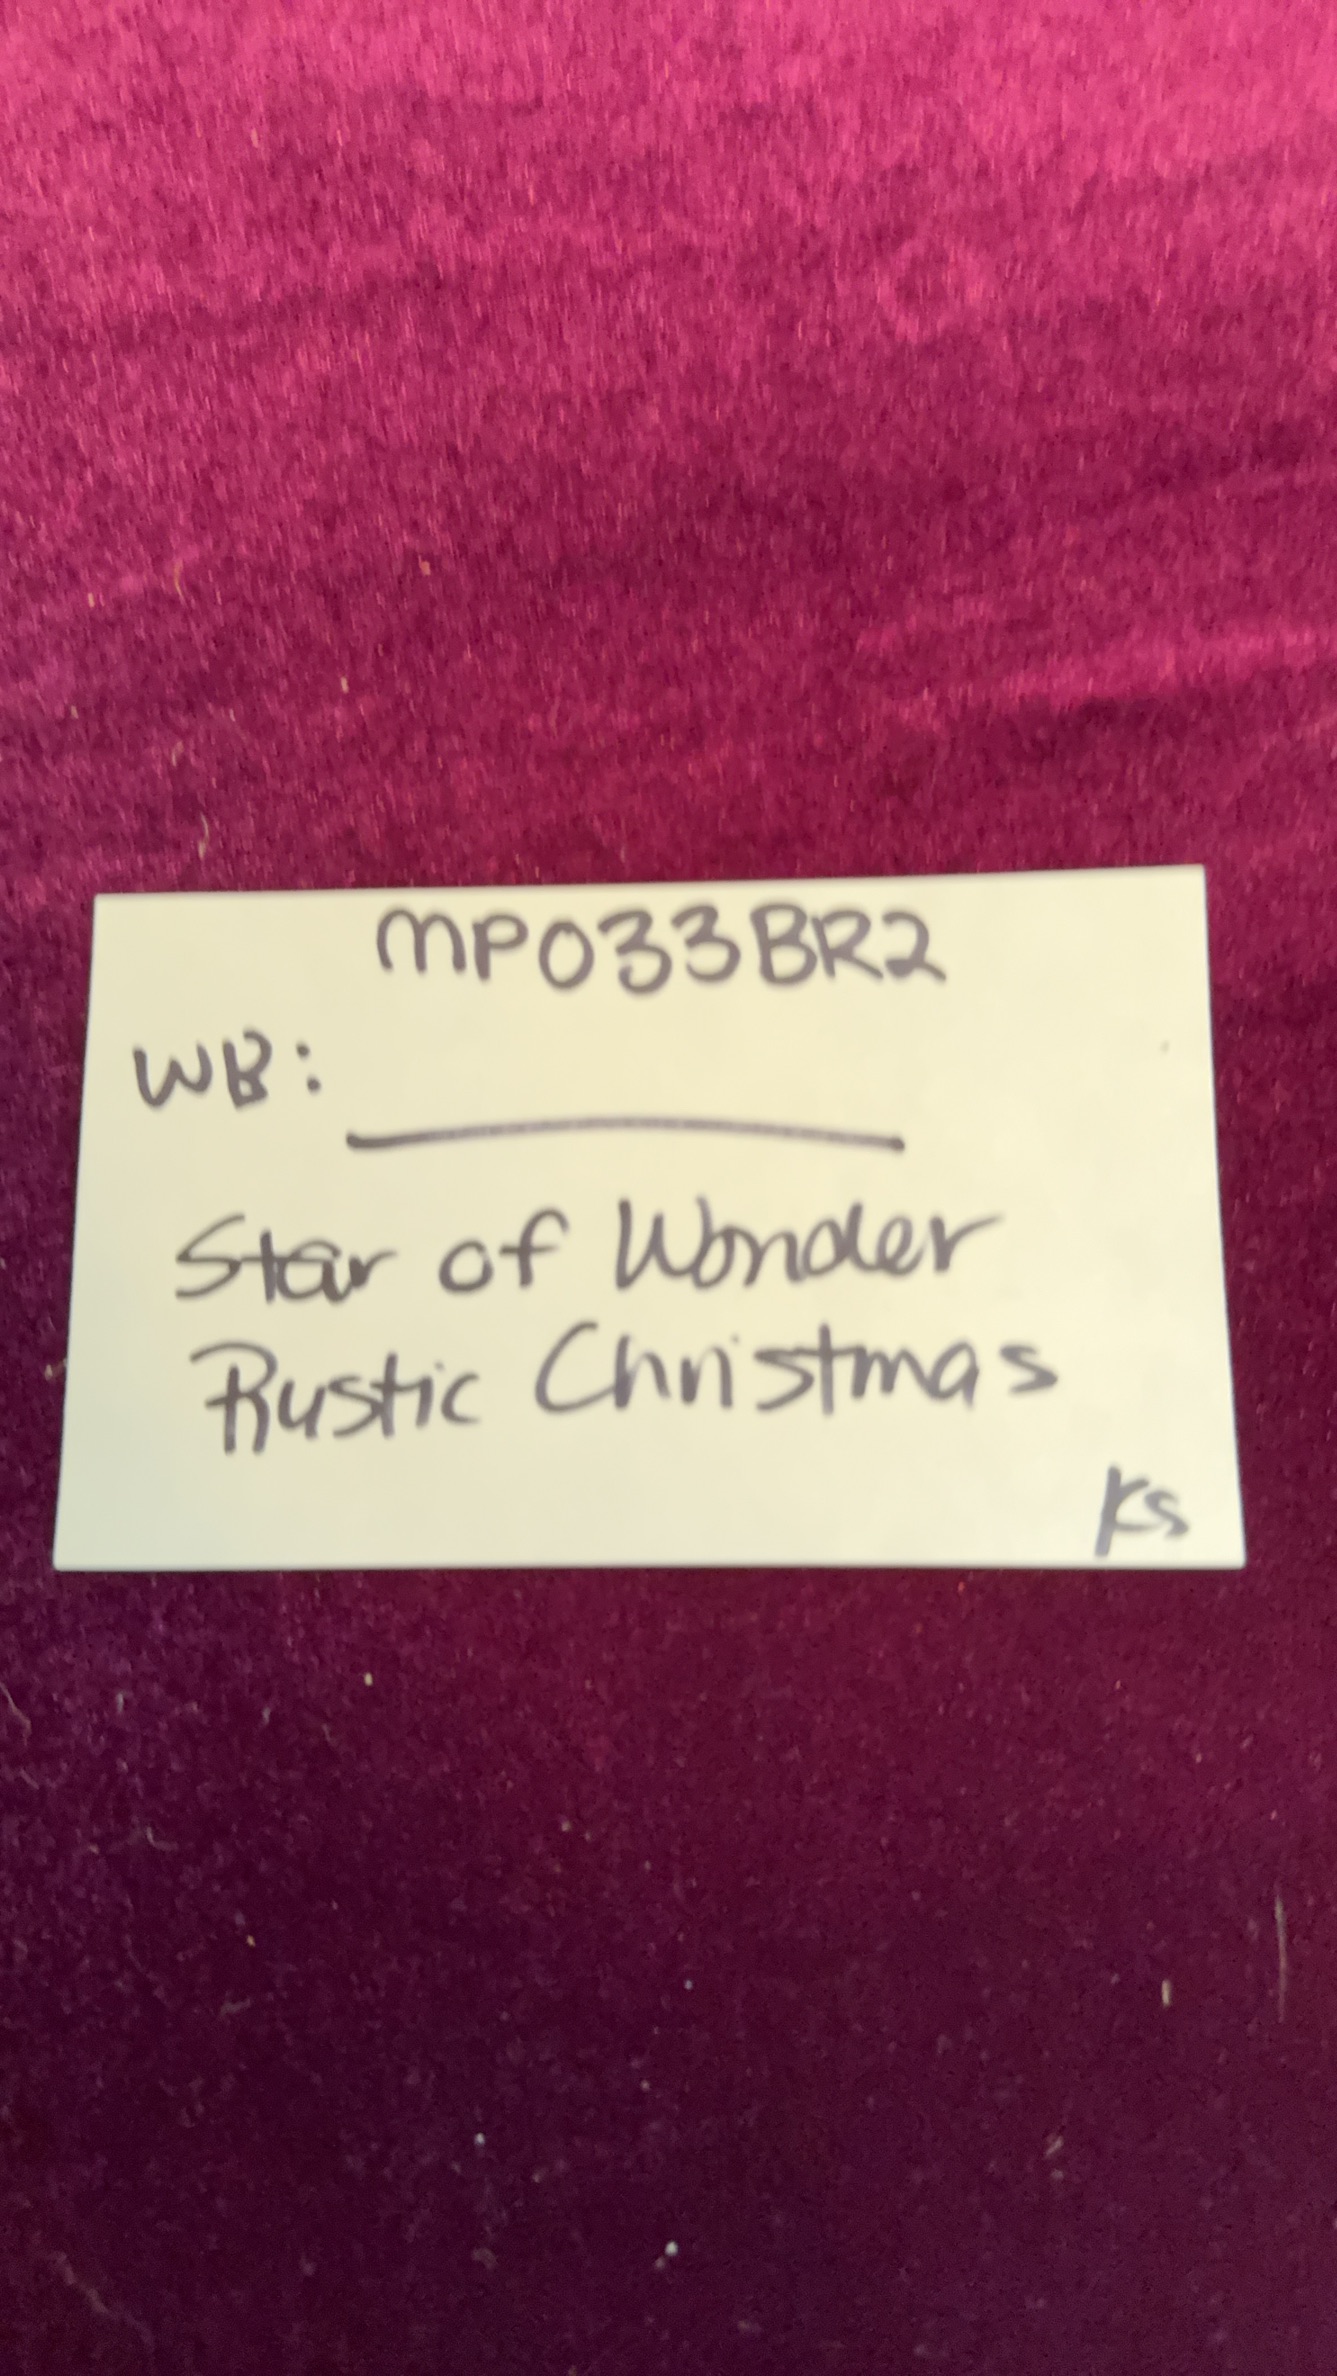 MP033BR2
WB:
Star of Wonder
Rustic Christmas
KS